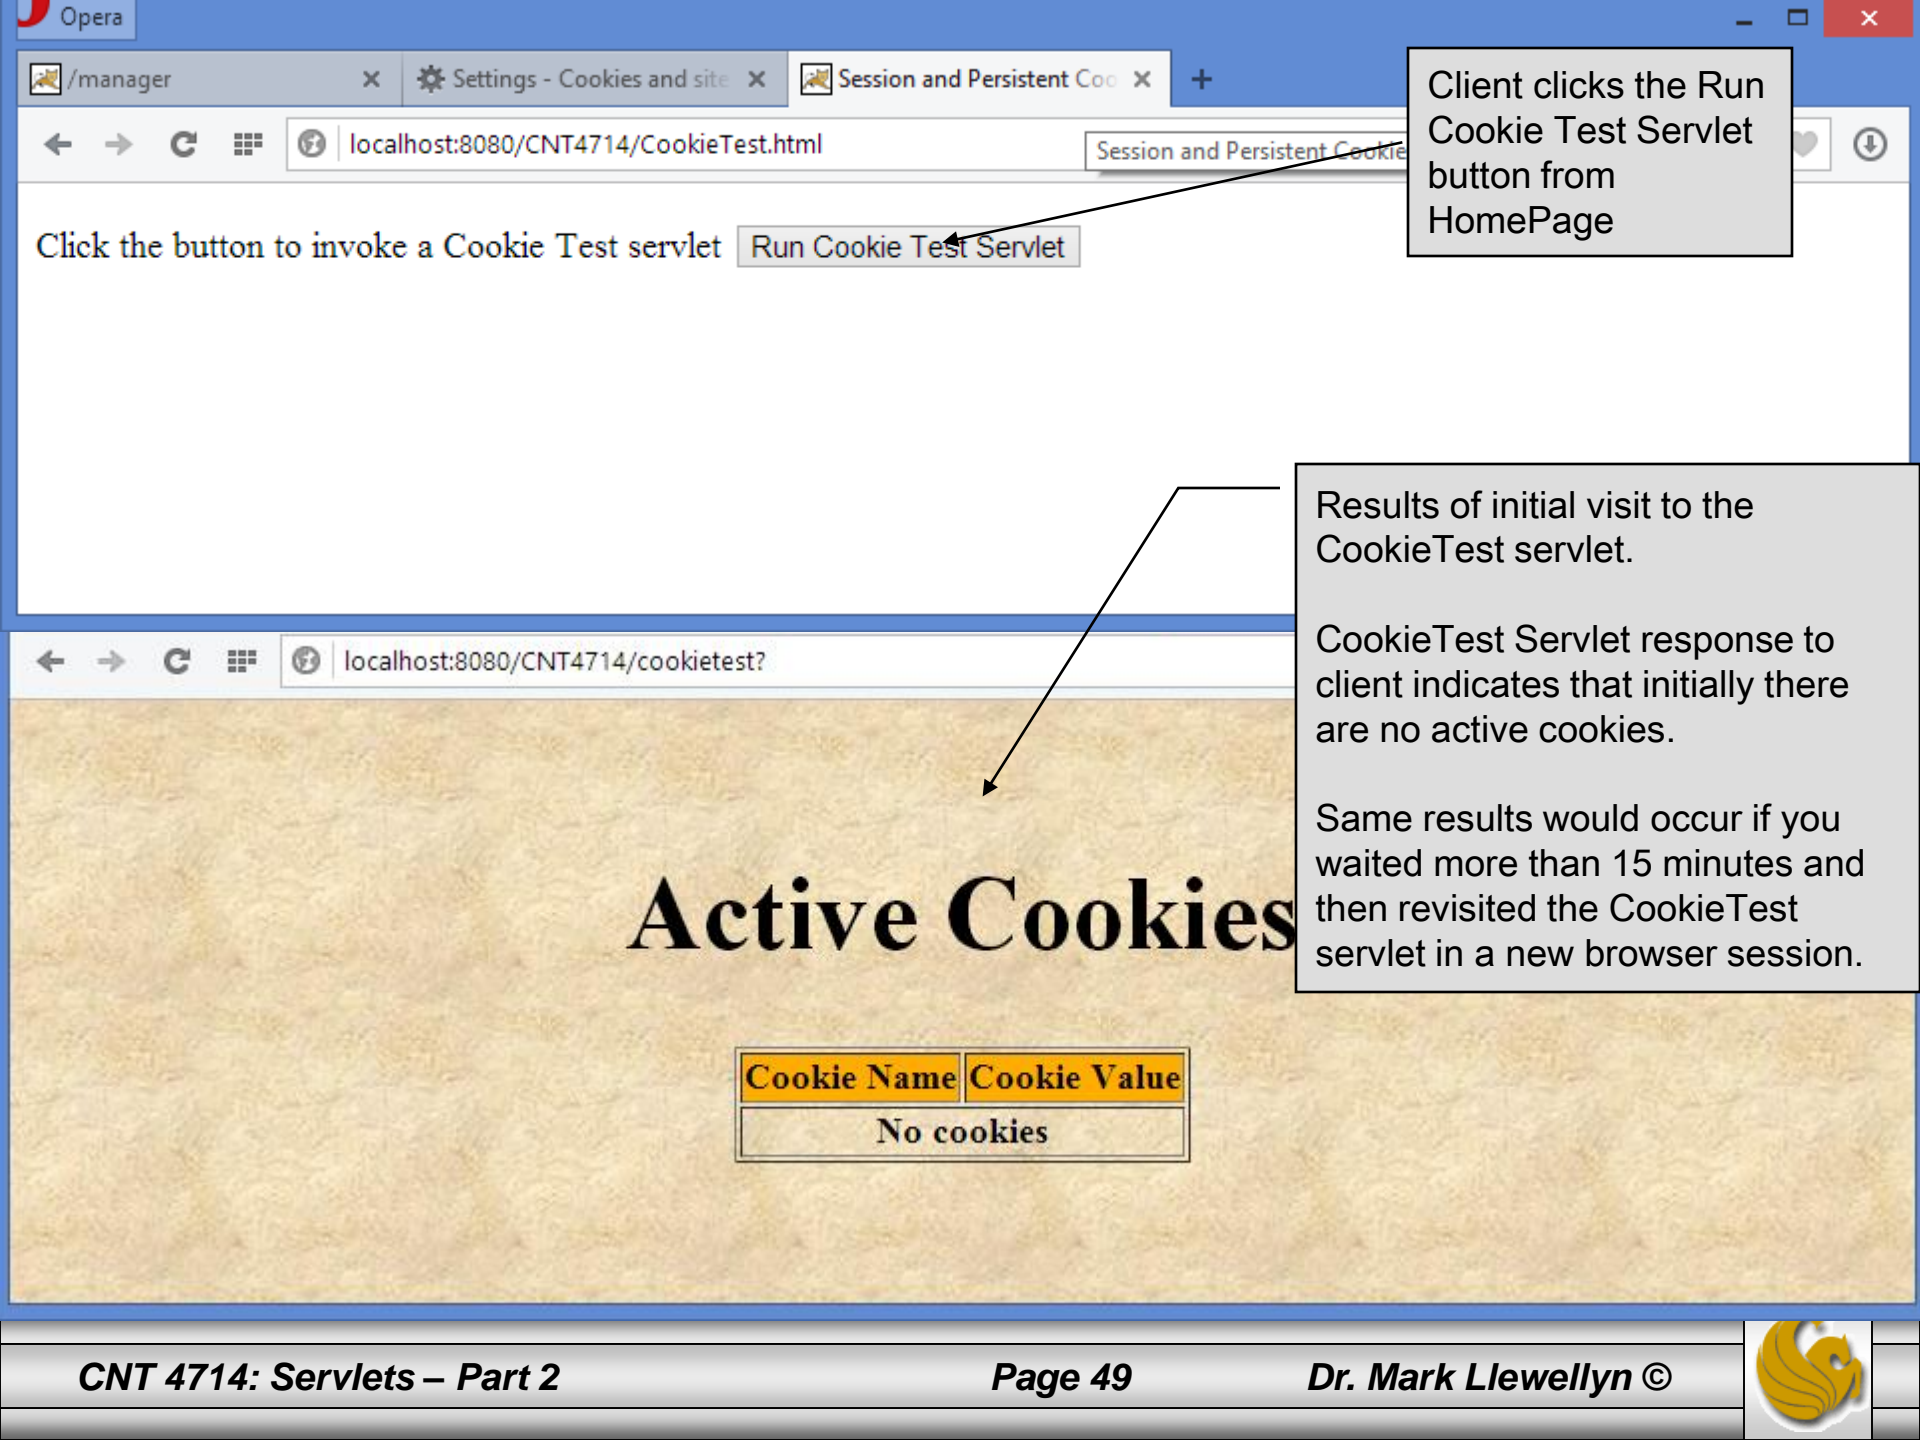 Opera
/manager
Settings - Cookies and site
Session and Persistent Coo
localhost:8080/CNT4714/CookieTest.html
Session and Persistent Cookie
Client clicks the Run
Cookie Test Servlet
button from
HomePage
Click the button to invoke a Cookie Test servlet
Run Cookie Test Servlet
Results of initial visit to the
CookieTest servlet.
CookieTest Servlet response to
client indicates that initially there
are no active cookies.
Same results would occur if you
waited more than 15 minutes and
then revisited the CookieTest
servlet in a new browser session.
localhost:8080/CNT4714/cookietest?
Active Cookies
Cookie Name Cookie Value
No cookies
CNT 4714: Servlets – Part 2
Page 49
Dr. Mark Llewellyn ©